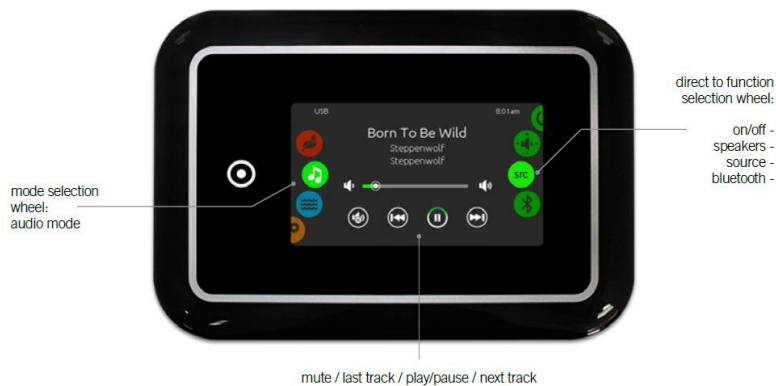 USB
8:01am
Born To Be Wild
Steppenwolf
Steppenwolf
src
mode selection
wheel:
audio mode
direct to function
selection wheel:
on/off -
speakers -
source -
bluetooth -
mute / last track / play/pause / next track